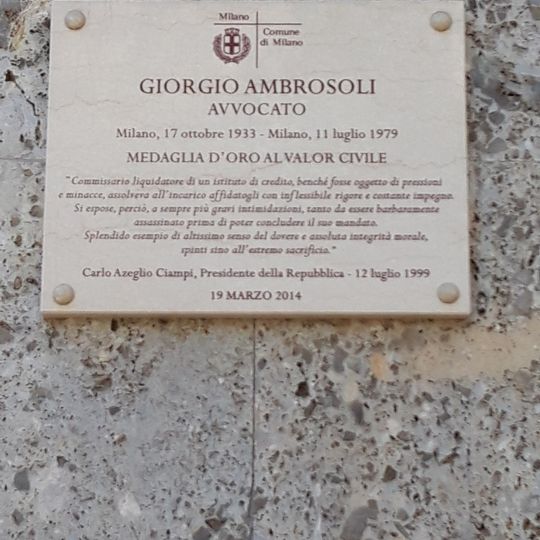 Milano
Comune
di Milano
GIORGIO AMBROSOLI
AVVOCATO
Milano, 17 ottobre 1933 - Milano, 11 luglio 1979
MEDAGLIA D'ORO AL VALOR CIVILE
"Commissario liquidatore di un istituto di credito, benché fosse oggetto di pressioni
e minacce, assolveva all'incarico affidatogli con inflessibile rigore e costante impegno.
Si espose, perciò, a sempre più gravi intimidazioni, tanto da essere barbaramente
assassinato prima di poter concludere il suo mandato.
Splendido esempio di altissimo senso del dovere e assoluta integrità morale,
spinti sino all'estremo sacrificio."
Carlo Azeglio Ciampi, Presidente della Repubblica - 12 luglio 1999
19 MARZO 2014